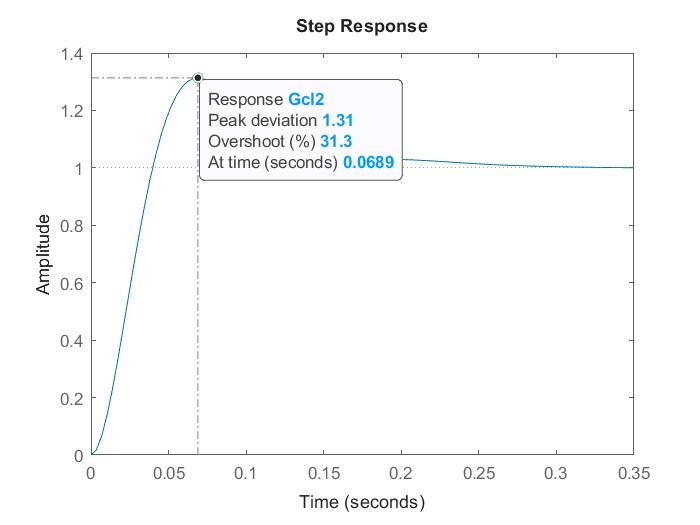 Step Response
1.4
1.2
1
0.8
0.6
0.4
0.2
0
Amplitude
Response Gcl2
Peak deviation 1.31
Overshoot (%) 31.3
At time (seconds) 0.0689
0 0.05 0.1 0.15 0.2 0.25 0.3 0.35
Time (seconds)